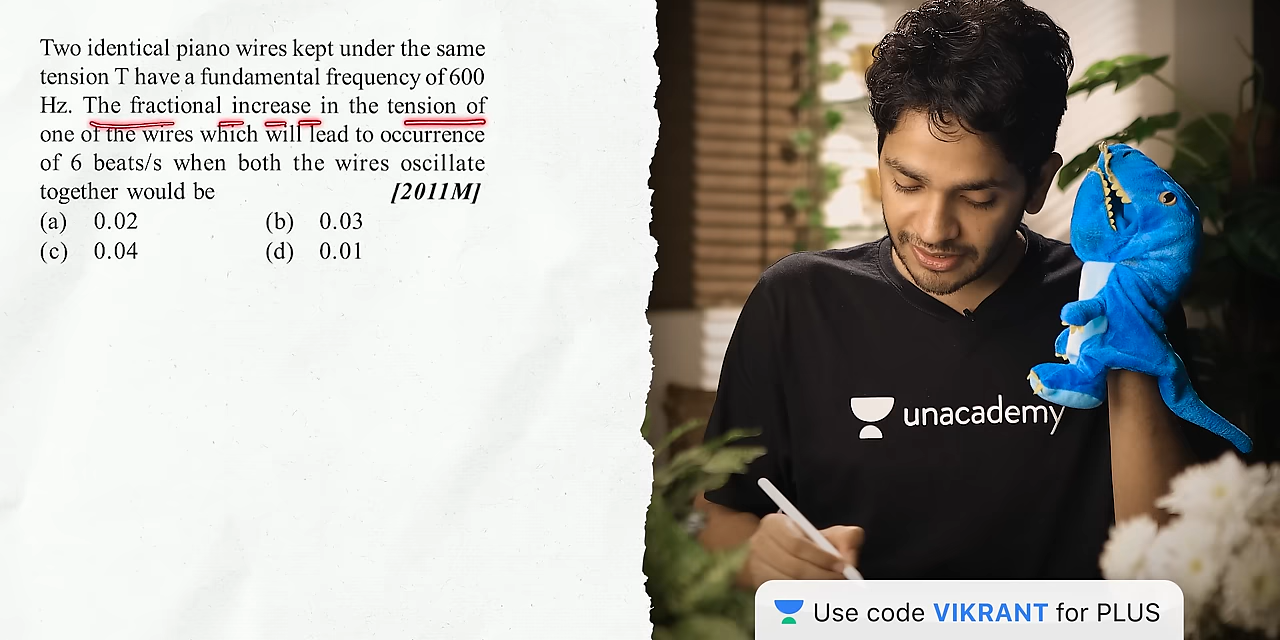 Two identical piano wires kept under the same
tension T have a fundamental frequency of 600
Hz. The fractional increase in the tension of
one of the wires which will lead to occurrence
of 6 beats/s when both the wires oscillate
together would be [2011M]
(a) 0.02 (b) 0.03
(c) 0.04 (d) 0.01
unacademy
Use code VIKRANT for PLUS